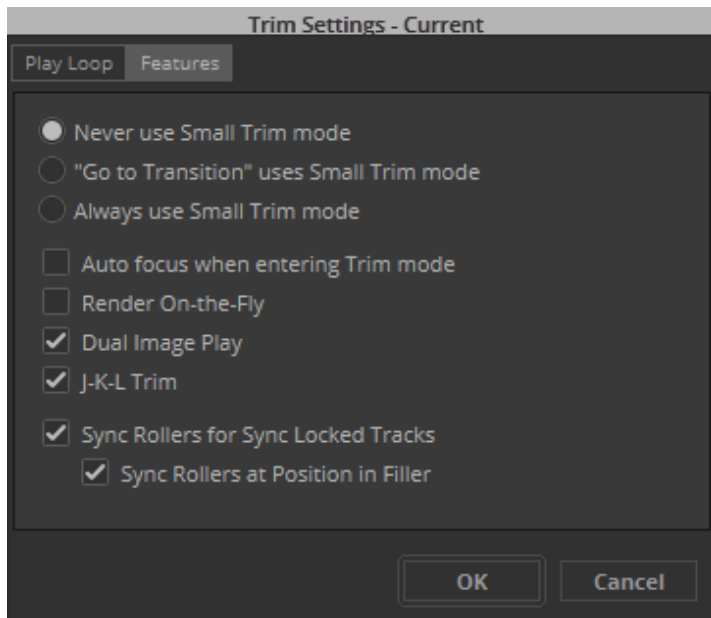 Trim Settings - Current
Play Loop
Features
Never use Small Trim mode
"Go to Transition" uses Small Trim mode
Always use Small Trim mode
Auto focus when entering Trim mode
Render On-the-Fly
Dual Image Play
J-K-L Trim
Sync Rollers for Sync Locked Tracks
Sync Rollers at Position in Filler
OK
Cancel